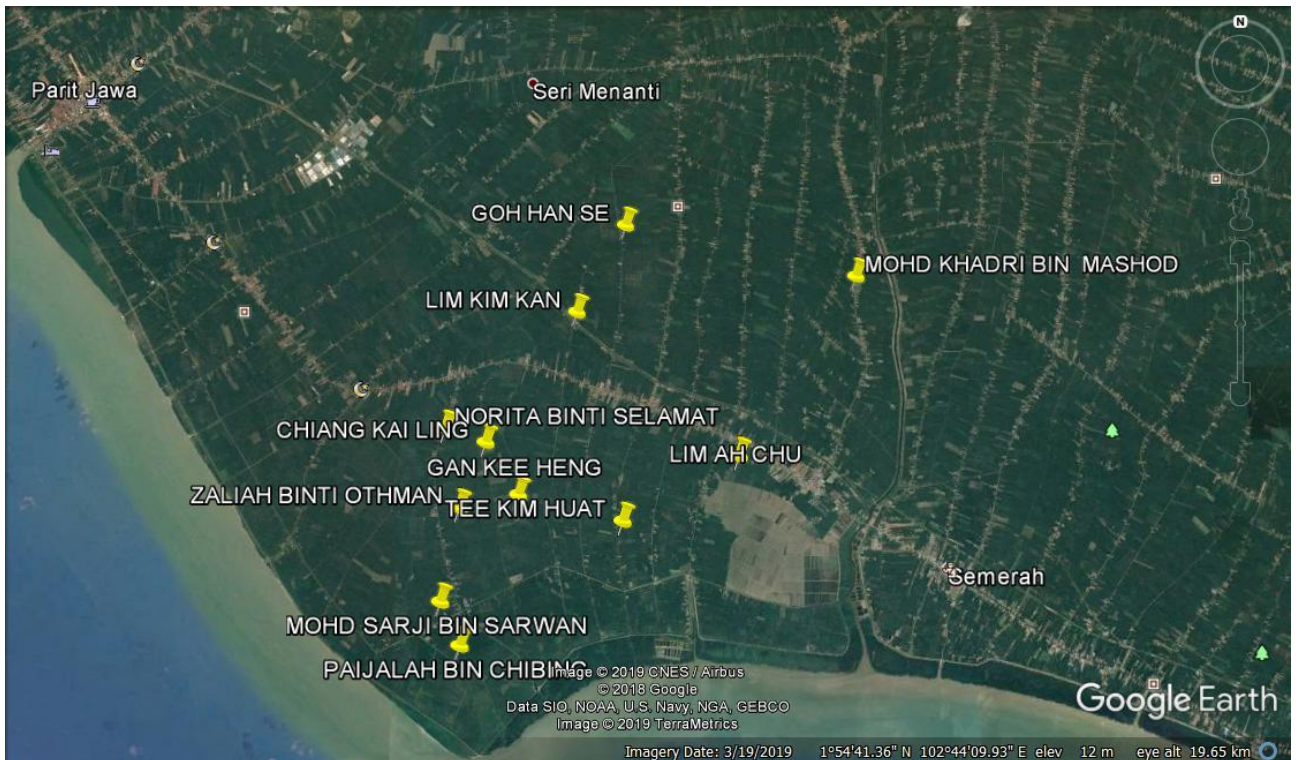 N
Parit Jawa
Seri Menanti
GOH HAN SE
MOHD KHADRI BIN  MASHOD
LIM KIM KAN
NORITA BINTI SELAMAT
CHIANG KAI LING
LIM AH CHU
GAN KEE HENG
ZALIAH BINTI OTHMAN
TEE KIM HUAT
Semerah
MOHD SARJI BIN SARWAN
PAIJALAH BIN CHIBING
Image © 2019 CNES / Airbus
© 2018 Google
Data SIO, NOAA, U.S. Navy, NGA, GEBCO
Image © 2019 TerraMetrics
Google Earth
Imagery Date: 3/19/2019 1°54'41.36" N 102°44'09.93" E elev 12 m eye alt 19.65 km